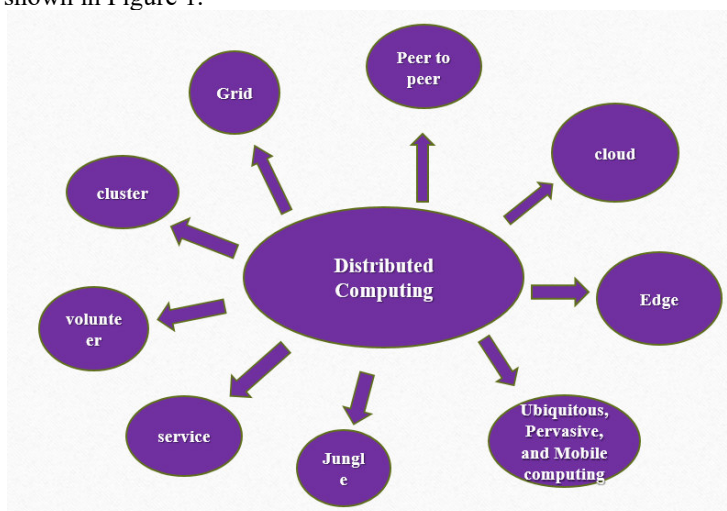 shown in Figure 1.
Peer to
peer
Grid
cloud
cluster
Distributed
Computing
Edge
volunte
er
Ubiquitous,
Pervasive,
and Mobile
computing
service
Jungl
e